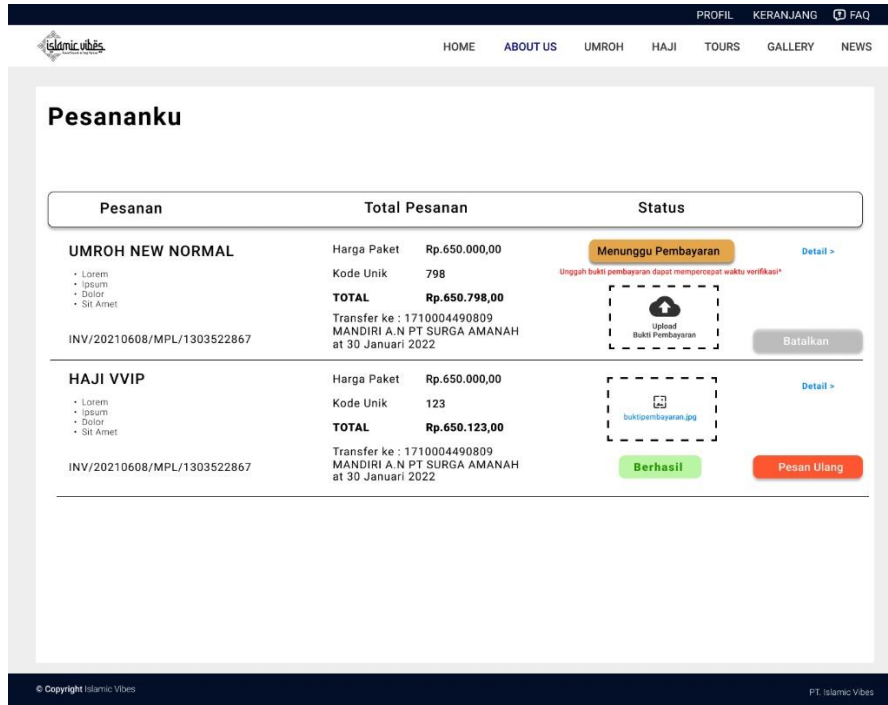 PROFIL KERANJANG FAQ
islamic vibes
HOME ABOUT US UMROH HAJI TOURS GALLERY NEWS
Pesananku
Pesanan Total Pesanan Status
UMROH NEW NORMAL
• Lorem
• Ipsum
• Dolor
• Sit Amet
INV/20210608/MPL/1303522867
Harga Paket Rp.650.000,00
Kode Unik 798
TOTAL Rp.650.798,00
Transfer ke : 1710004490809
MANDIRI A.N PT SURGA AMANAH
at 30 Januari 2022
Menunggu Pembayaran
Unggah bukti pembayaran dapat mempercepat waktu verifikasi*
Upload
Bukti Pembayaran
Detail >
Batalkan
HAJI VVIP
• Lorem
• Ipsum
• Dolor
• Sit Amet
INV/20210608/MPL/1303522867
Harga Paket Rp.650.000,00
Kode Unik 123
TOTAL Rp.650.123,00
Transfer ke : 1710004490809
MANDIRI A.N PT SURGA AMANAH
at 30 Januari 2022
buktipembayaran.jpg
Berhasil
Detail >
Pesan Ulang
© Copyright Islamic Vibes
PT. Islamic Vibes